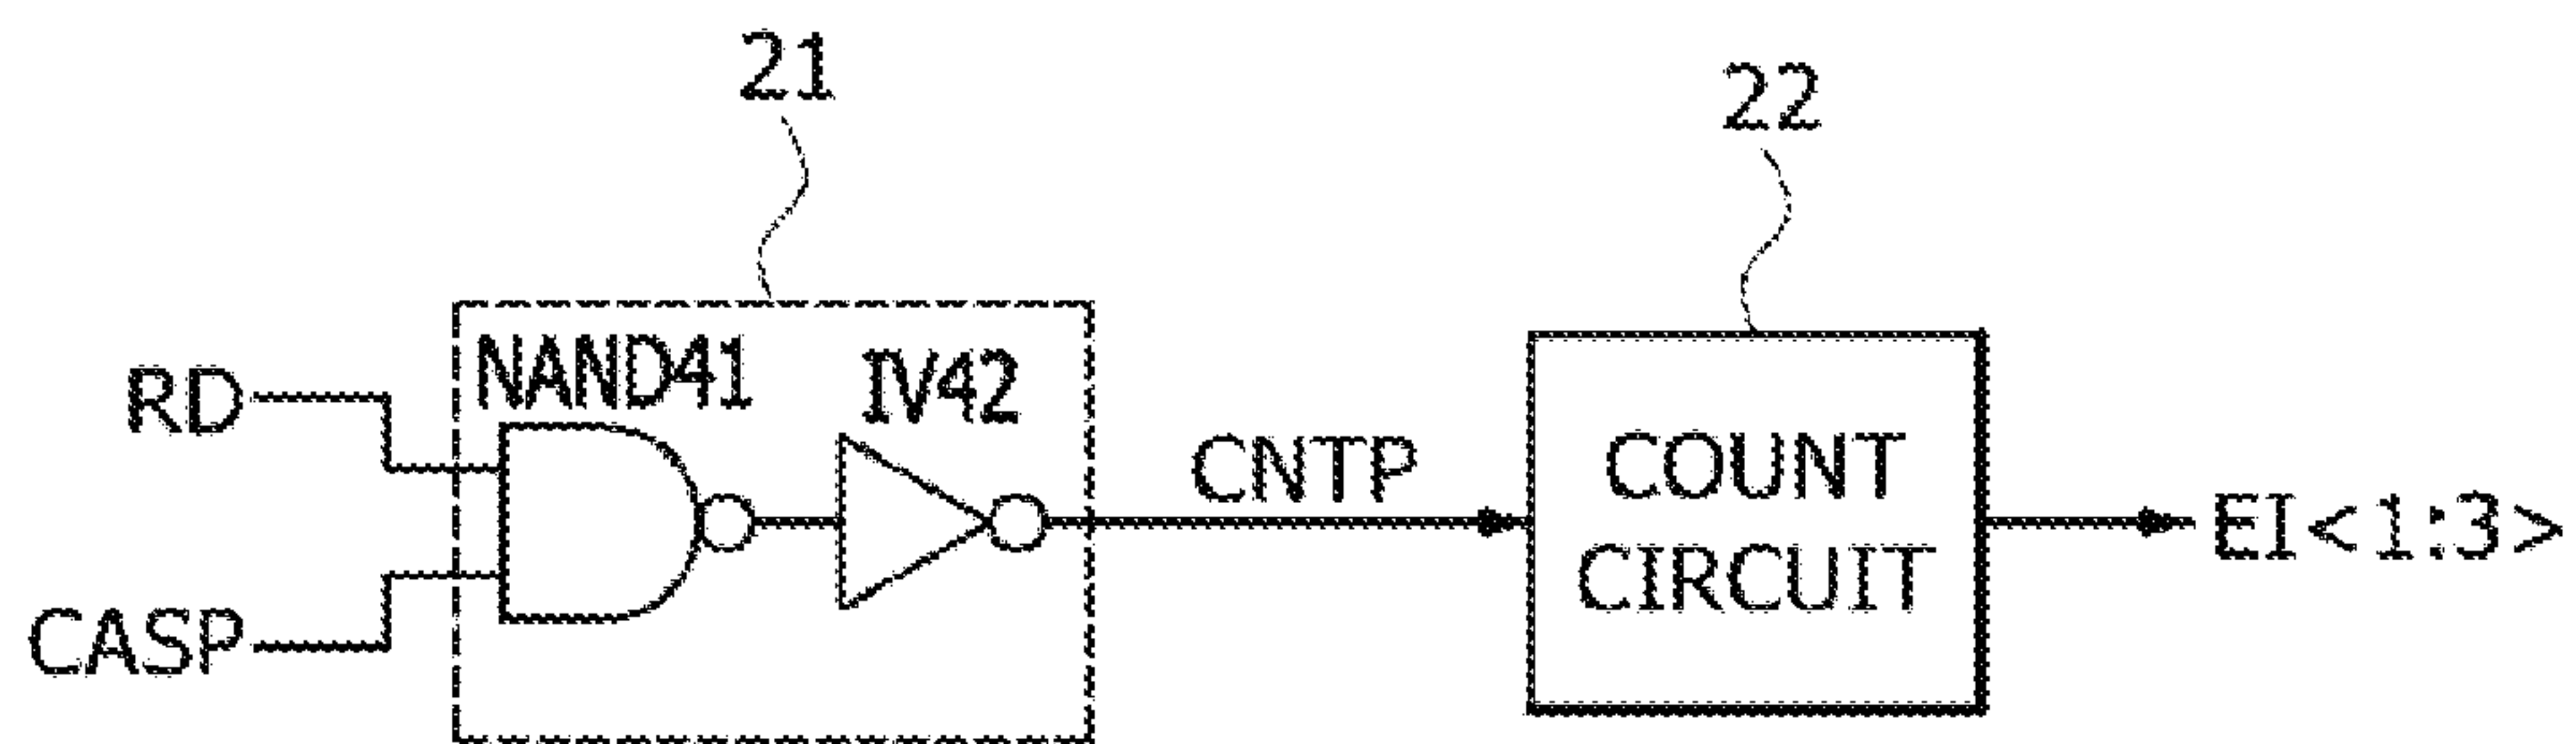 21
22
NAND41
IV42
RD
CNTP
COUNT
CIRCUIT
EI<1:3>
CASP